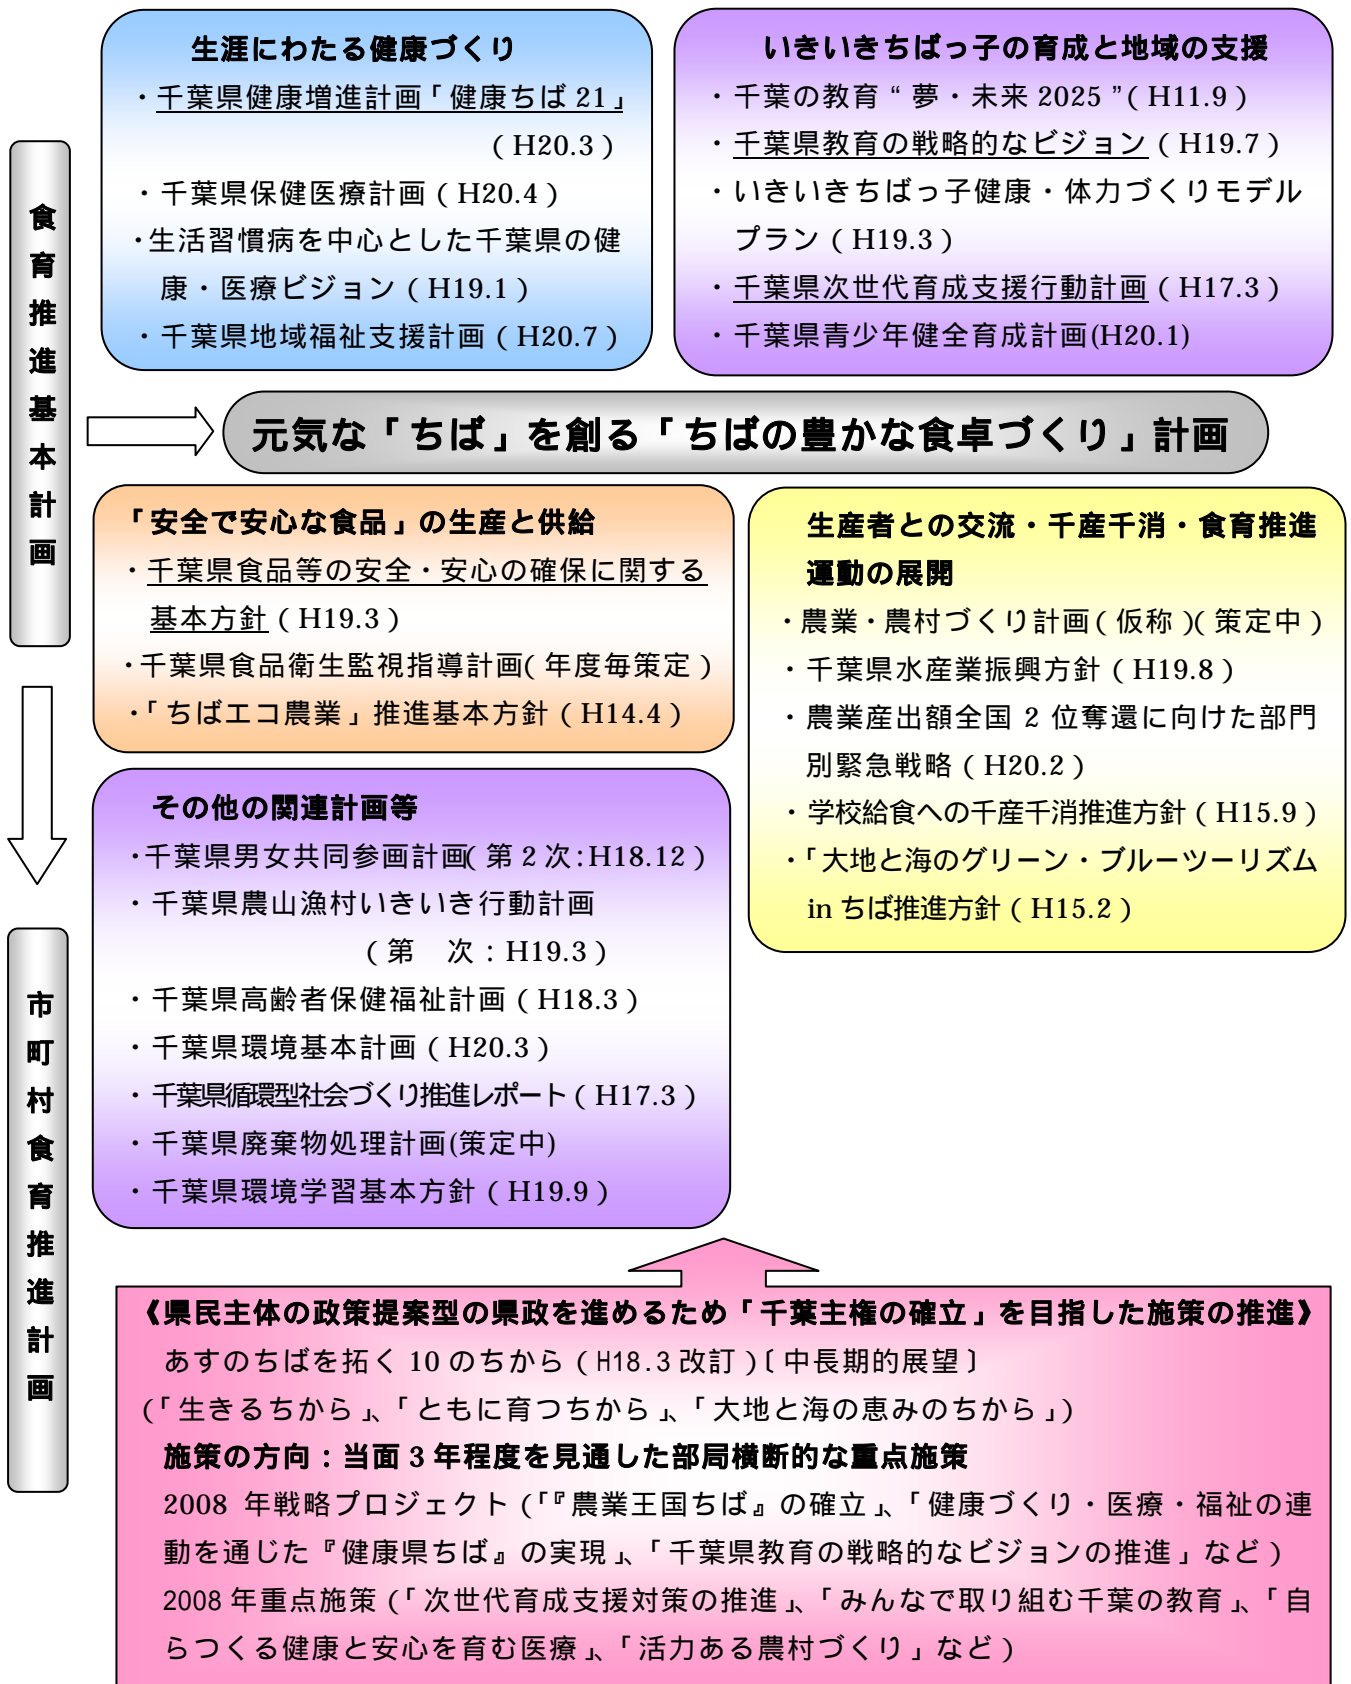 食育推進基本計画
生涯にわたる健康づくり
・千葉県健康増進計画「健康ちば 21」
(H20.3)
・千葉県保健医療計画(H20.4)
・生活習慣病を中心とした千葉県の健
康・医療ビジョン(H19.1)
・千葉県地域福祉支援計画(H20.7)
いきいきちばっ子の育成と地域の支援
・千葉の教育“夢・未来 2025”(H11.9)
・千葉県教育の戦略的なビジョン(H19.7)
・いきいきちばっ子健康・体力づくりモデル
プラン(H19.3)
・千葉県次世代育成支援行動計画(H17.3)
・千葉県青少年健全育成計画(H20.1)
元気な「ちば」を創る「ちばの豊かな食卓づくり」計画
「安全で安心な食品」の生産と供給
・千葉県食品等の安全・安心の確保に関する
基本方針(H19.3)
・千葉県食品衛生監視指導計画(年度毎策定)
・「ちばエコ農業」推進基本方針(H14.4)
生産者との交流・千産千消・食育推進
運動の展開
・農業・農村づくり計画(仮称)(策定中)
・千葉県水産業振興方針(H19.8)
・農業産出額全国 2 位奪還に向けた部門
別緊急戦略(H20.2)
・学校給食への千産千消推進方針(H15.9)
・「大地と海のグリーン・ブルーツーリズム
in ちば推進方針(H15.2)
その他の関連計画等
・千葉県男女共同参画計画(第 2 次:H18.12)
・千葉県農山漁村いきいき行動計画
(第 次:H19.3)
・千葉県高齢者保健福祉計画(H18.3)
・千葉県環境基本計画(H20.3)
・千葉県循環型社会づくり推進レポート(H17.3)
・千葉県廃棄物処理計画(策定中)
・千葉県環境学習基本方針(H19.9)
市町村食育推進計画
《県民主体の政策提案型の県政を進めるため「千葉主権の確立」を目指した施策の推進》
あすのちばを拓く 10 のちから(H18.3 改訂)〔中長期的展望〕
(「生きるちから」、「ともに育つちから」、「大地と海の恵みのちから」)
施策の方向:当面 3 年程度を見通した部局横断的な重点施策
2008 年戦略プロジェクト(「『農業王国ちば』の確立」、「健康づくり・医療・福祉の連
動を通じた『健康県ちば』の実現」、「千葉県教育の戦略的なビジョンの推進」など)
2008 年重点施策(「次世代育成支援対策の推進」、「みんなで取り組む千葉の教育」、「自
らつくる健康と安心を育む医療」、「活力ある農村づくり」など)